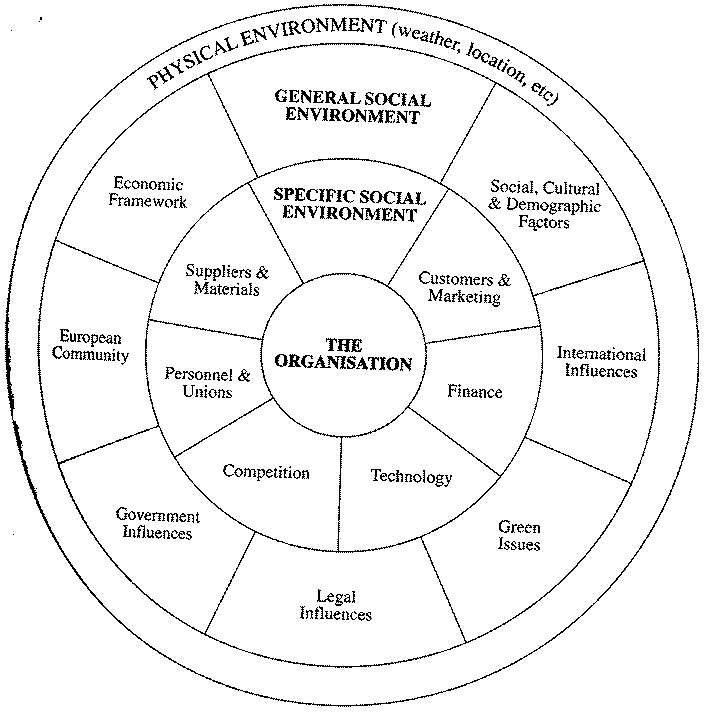 PHYSICAL ENVIRONMENT (weather, location, etc)
GENERAL SOCIAL
ENVIRONMENT
Social, Cultural
& Demographic
Factors
International
Influences
Green
Issues
Legal
Influences
Government
Influences
European
Community
Economic
Framework
SPECIFIC SOCIAL
ENVIRONMENT
Customers &
Marketing
Finance
Technology
Competition
Personnel &
Unions
Suppliers &
Materials
THE
ORGANISATION